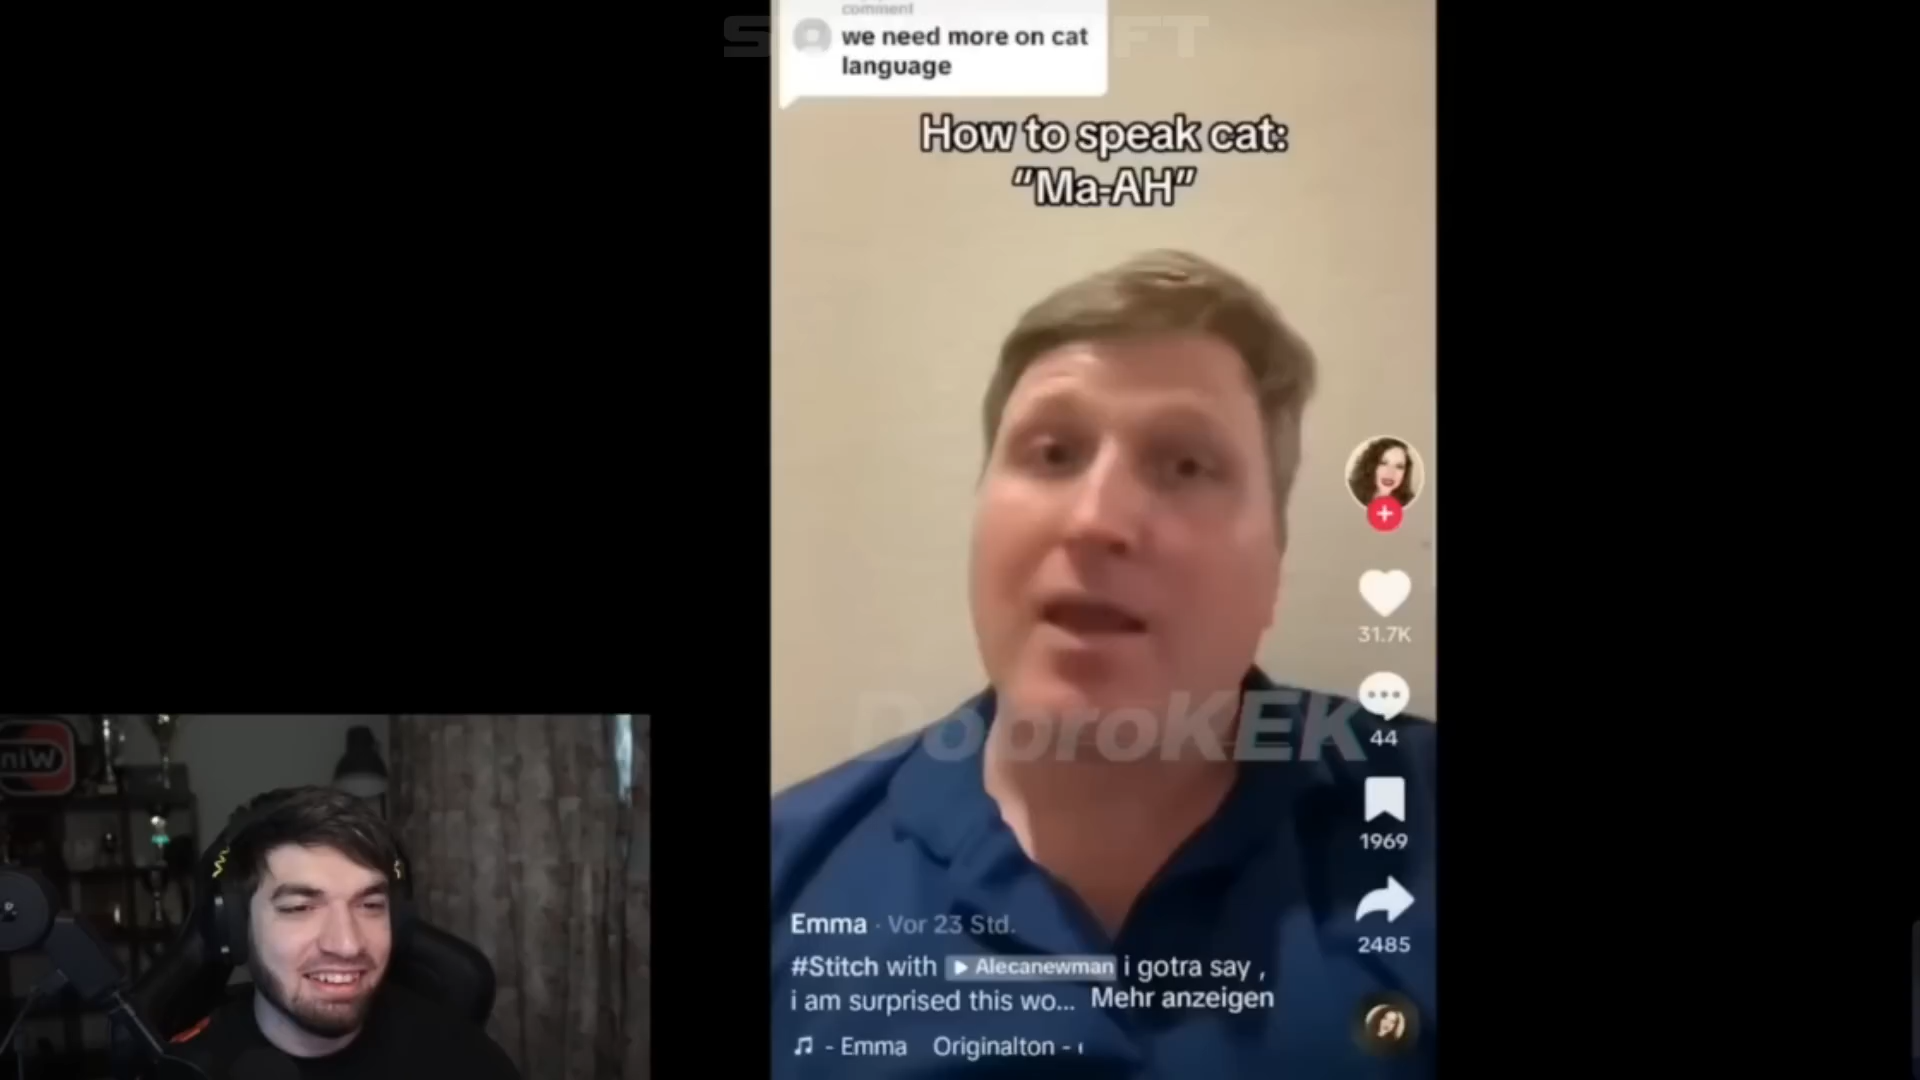 comment
we need more on cat
language
How to speak cat:
"Ma-AH"
31.7K
DobroKEK
44
1969
2485
Emma · Vor 23 Std.
#Stitch with Alecanewman i gotra say ,
i am surprised this wo... Mehr anzeigen
- Emma Originalton -